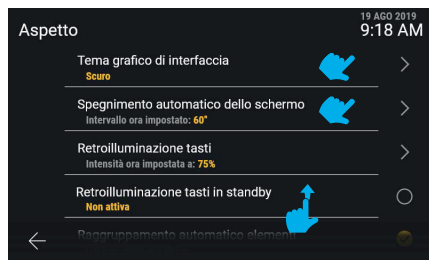 Aspetto
19 AGO 2019
9:18 AM
Tema grafico di interfaccia
Scuro
Spegnimento automatico dello schermo
Intervallo ora impostato: 60"
Retroilluminazione tasti
Intensità ora impostata a: 75%
Retroilluminazione tasti in standby
Non attiva
Raggruppamento automatico elementi